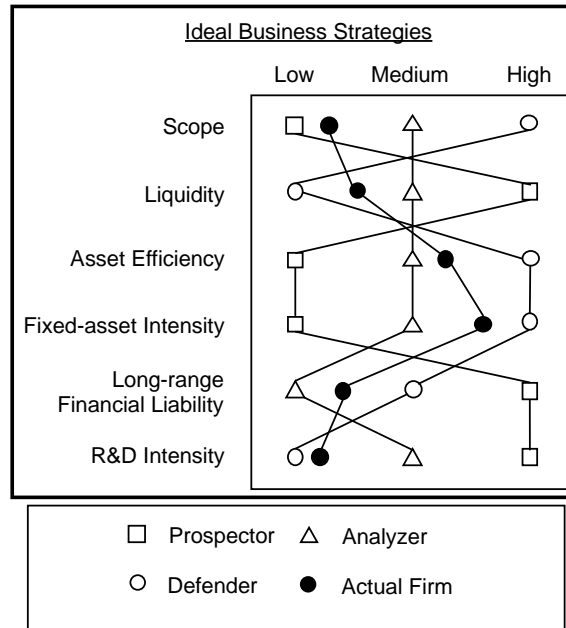 Ideal Business Strategies
Low Medium High
Scope
Liquidity
Asset Efficiency
Fixed-asset Intensity
Long-range
Financial Liability
R&D Intensity
Prospector Analyzer
Defender Actual Firm